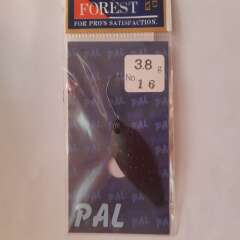 FOREST
FOR PRO'S SATISFACTION.
3.8 g
No. 16
PAL